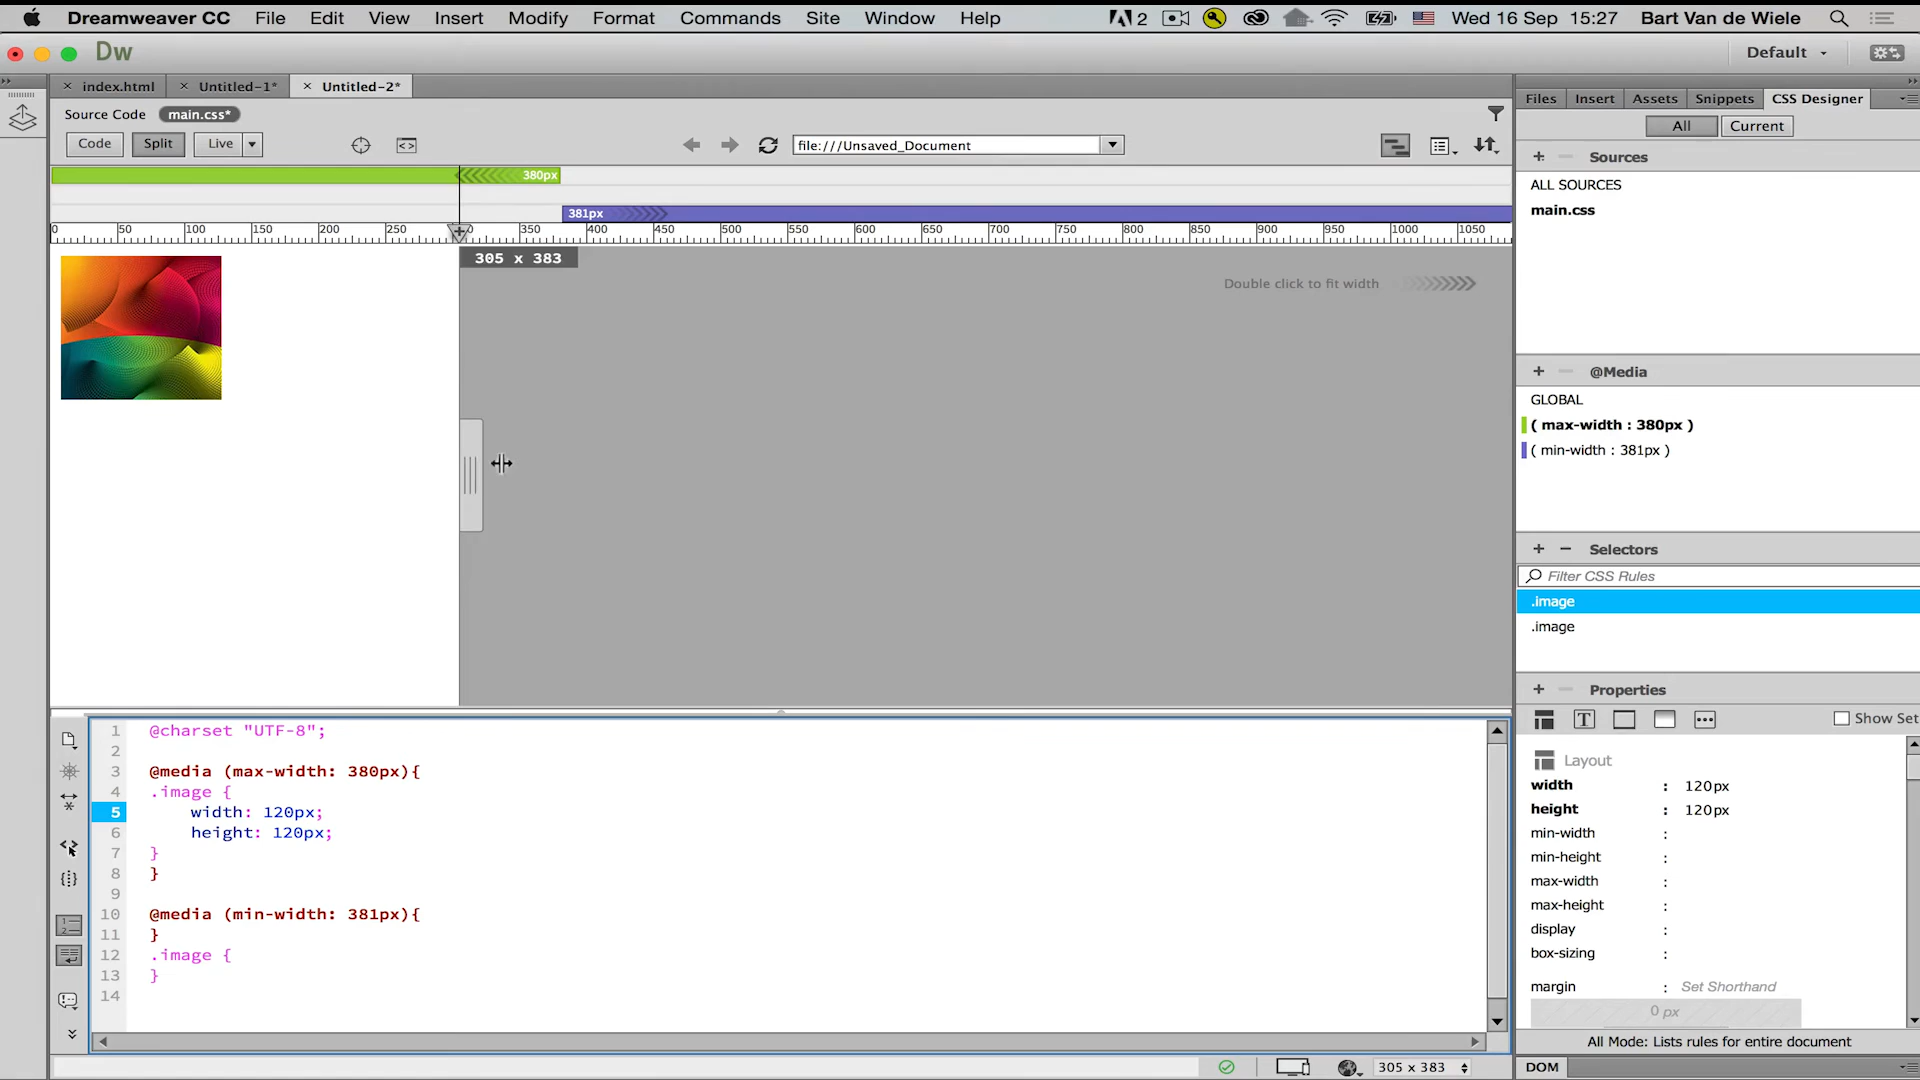 Dreamweaver CC File Edit View Insert Modify Format Commands Site Window Help 2 Wed 16 Sep 15:27 Bart Van de Wiele
Dw Default
index.html Untitled-1* Untitled-2*
Source Code main.css*
Code Split Live file:///Unsaved_Document
380px
381px
0 50 100 150 200 250 350 400 450 500 550 600 650 700 750 800 850 900 950 1000 1050
305 x 383
Double click to fit width
1 @charset "UTF-8";
2
3 @media (max-width: 380px){
4 .image {
5 width: 120px;
6 height: 120px;
7 }
8 }
9
10 @media (min-width: 381px){
11 }
12 .image {
13 }
14
305 x 383
Files Insert Assets Snippets CSS Designer
All Current
+ − Sources
ALL SOURCES
main.css
+ − @Media
GLOBAL
( max-width : 380px )
( min-width : 381px )
+ − Selectors
Filter CSS Rules
.image
.image
+ − Properties
T Show Set
Layout
width : 120px
height : 120px
min-width :
min-height :
max-width :
max-height :
display :
box-sizing :
margin : Set Shorthand
0 px
All Mode: Lists rules for entire document
DOM